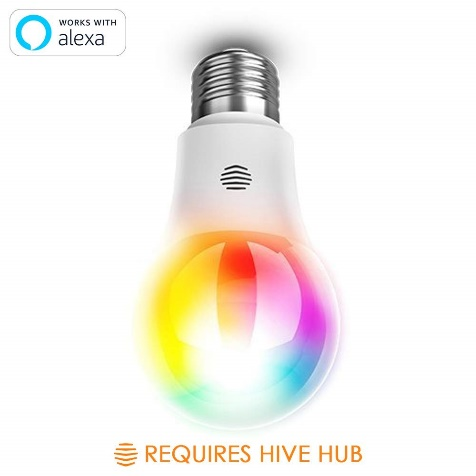 WORKS WITH
alexa
REQUIRES HIVE HUB